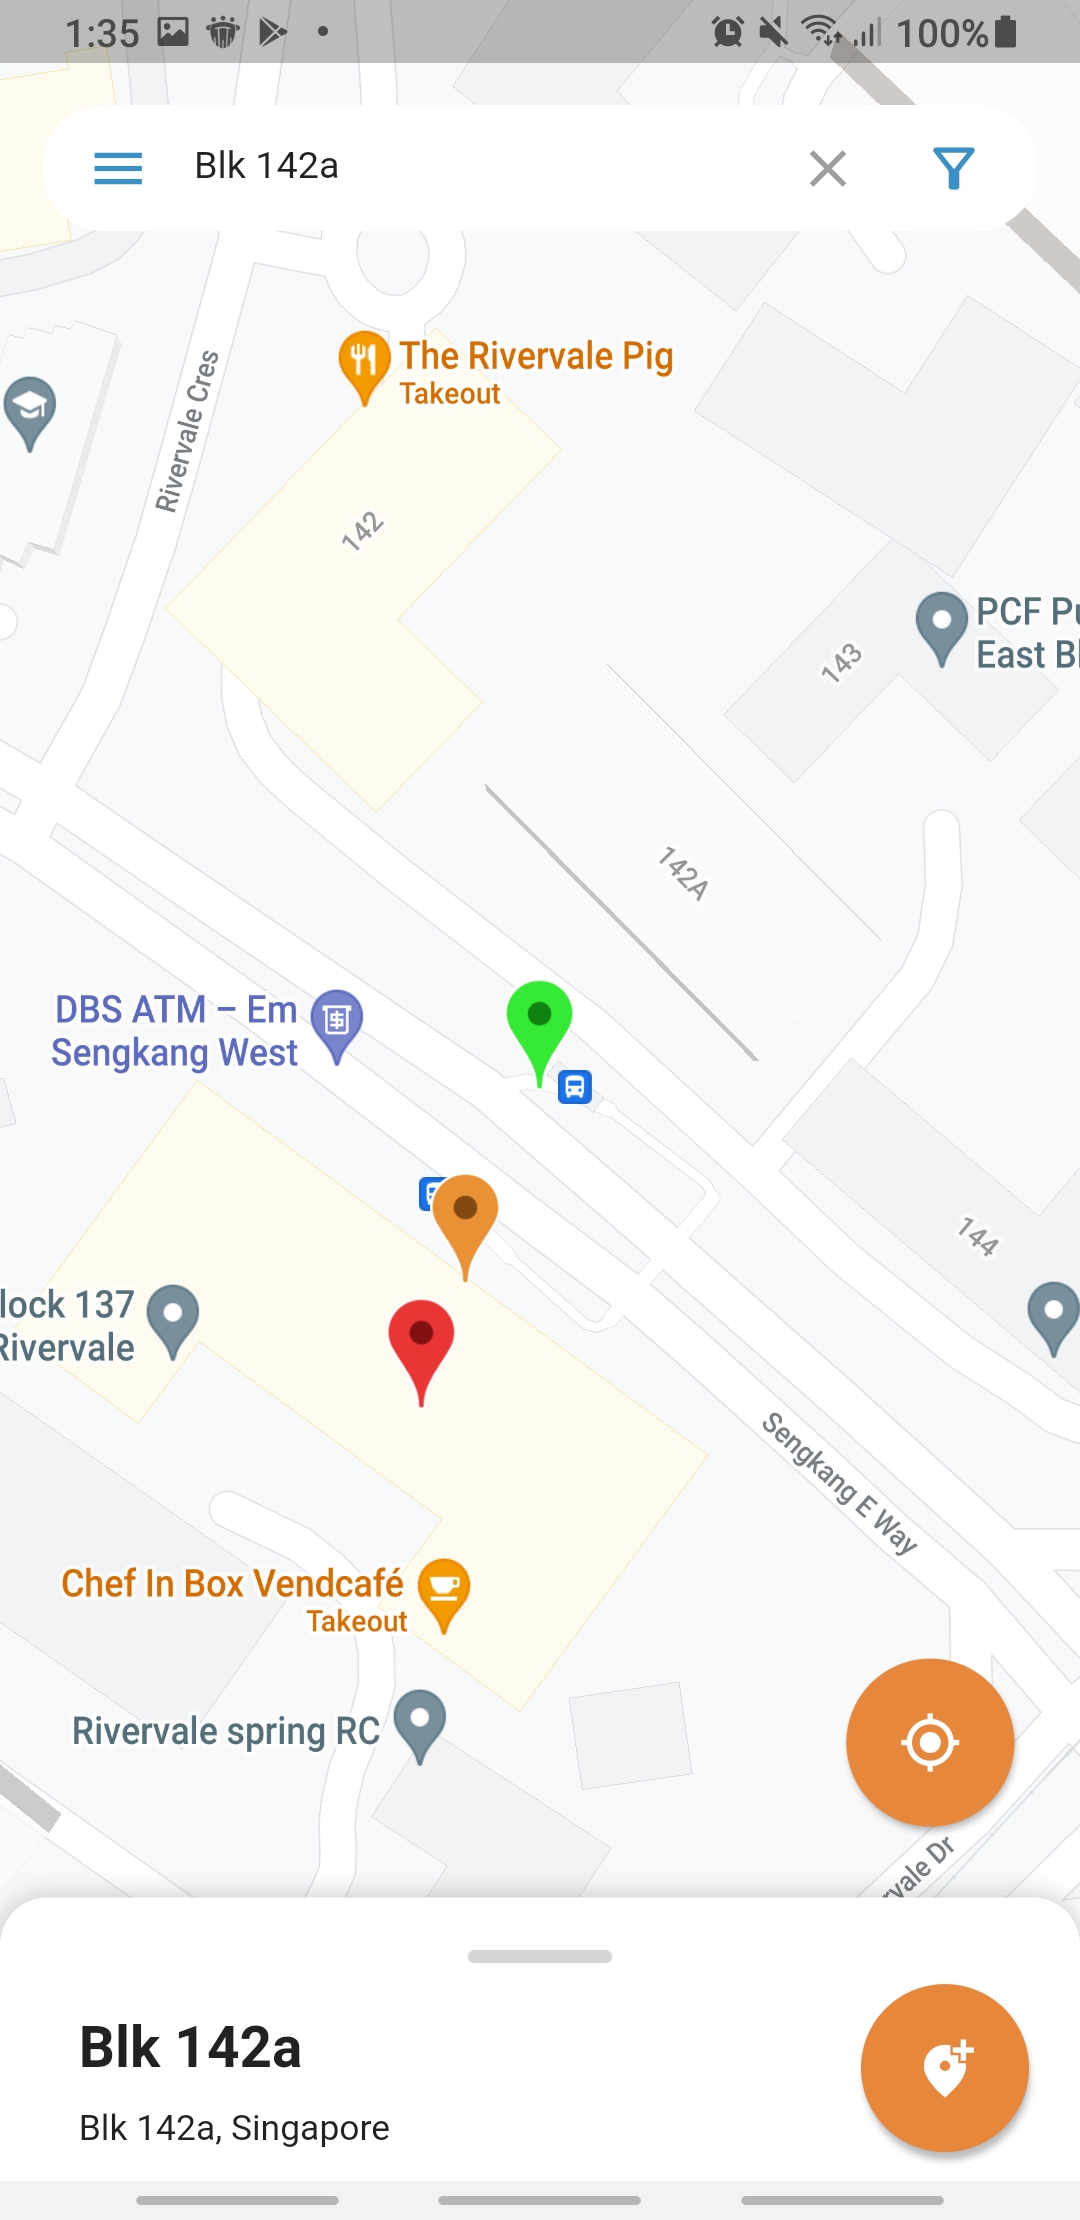 1:35
100%
Blk 142a
The Rivervale Pig
Takeout
Rivervale Cres
142
PCF
East
143
142A
DBS ATM – Em
Sengkang West
144
lock 137
Rivervale
Sengkang E Way
Chef In Box Vendcafé
Takeout
Rivervale spring RC
vale Dr
Blk 142a
Blk 142a, Singapore